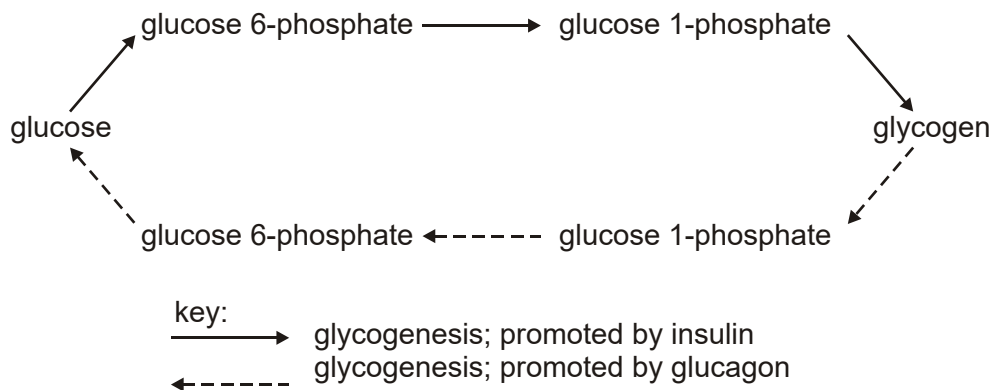 glucose 6-phosphate glucose 1-phosphate
glucose glycogen
glucose 6-phosphate glucose 1-phosphate
key:
glycogenesis; promoted by insulin
glycogenesis; promoted by glucagon